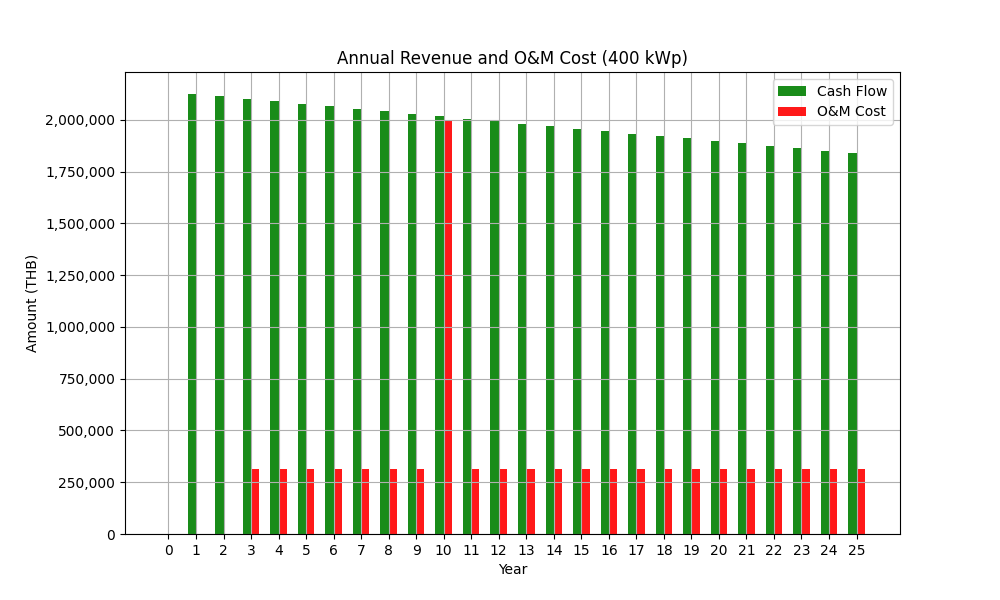 Annual Revenue and O&M Cost (400 kWp)
Cash Flow
O&M Cost
Amount (THB)
2,000,000
1,750,000
1,500,000
1,250,000
1,000,000
750,000
500,000
250,000
0
0 1 2 3 4 5 6 7 8 9 10 11 12 13 14 15 16 17 18 19 20 21 22 23 24 25
Year